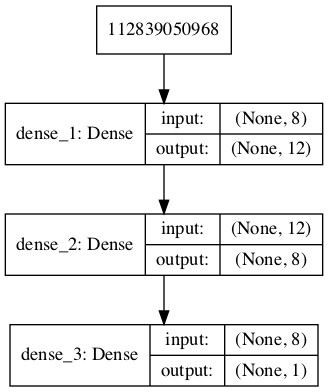 112839050968
dense_1: Dense
input:
(None, 8)
output:
(None, 12)
dense_2: Dense
input:
(None, 12)
output:
(None, 8)
dense_3: Dense
input:
(None, 8)
output:
(None, 1)